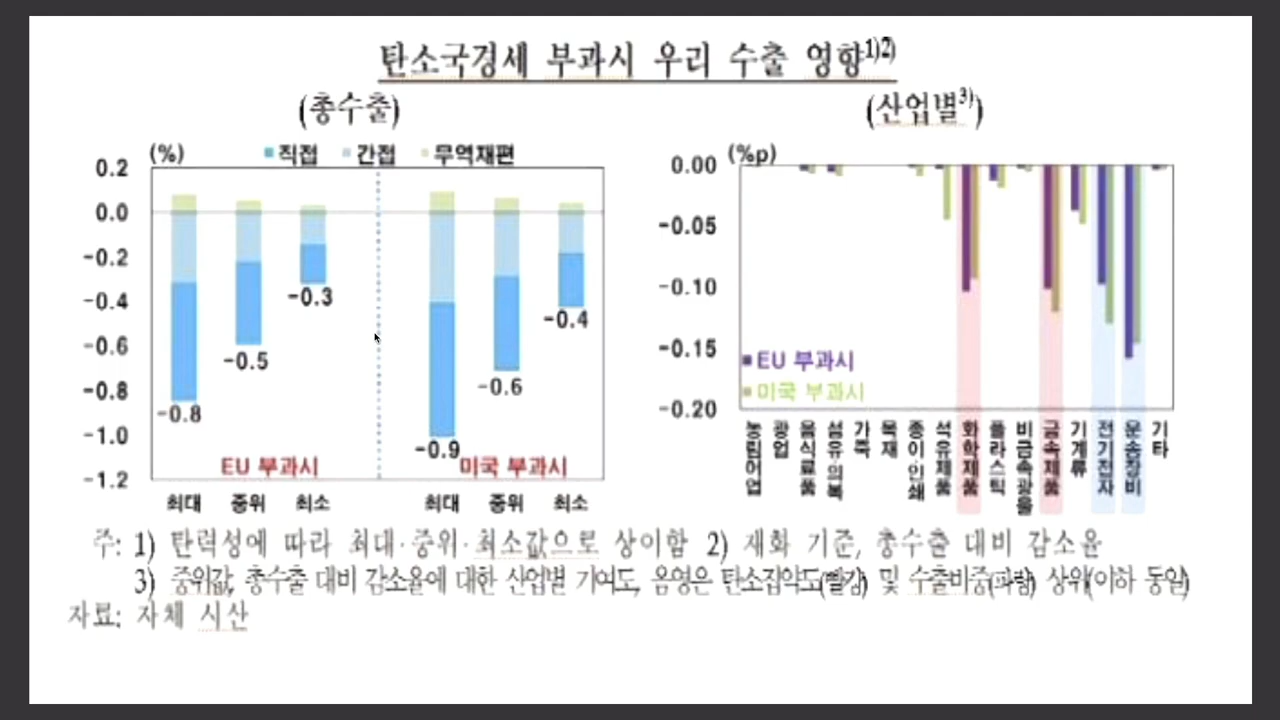 탄소국경세 부과시 우리 수출 영향1)2)
(총수출)
(%)
직접 간접 무역재편
0.2
0.0
-0.2
-0.4
-0.6
-0.8
-1.0
-1.2
-0.8
-0.5
-0.3
-0.9
-0.6
-0.4
EU 부과시
미국 부과시
최대 중위 최소 최대 중위 최소
(산업별3))
(%p)
0.00
-0.05
-0.10
-0.15
-0.20
EU 부과시
미국 부과시
농림어업
광업
음식료품
섬유의복
가죽
목재
종이인쇄
석유제품
화학제품
플라스틱
비금속광물
금속제품
기계류
전기전자
운송장비
기타
주: 1) 탄력성에 따라 최대·중위·최소값으로 상이함 2) 재화 기준, 총수출 대비 감소율
3) 중위값, 총수출 대비 감소율에 대한 산업별 기여도, 음영은 탄소집약도(빨강) 및 수출비중(파랑) 상위(이하 동일)
자료: 자체 시산